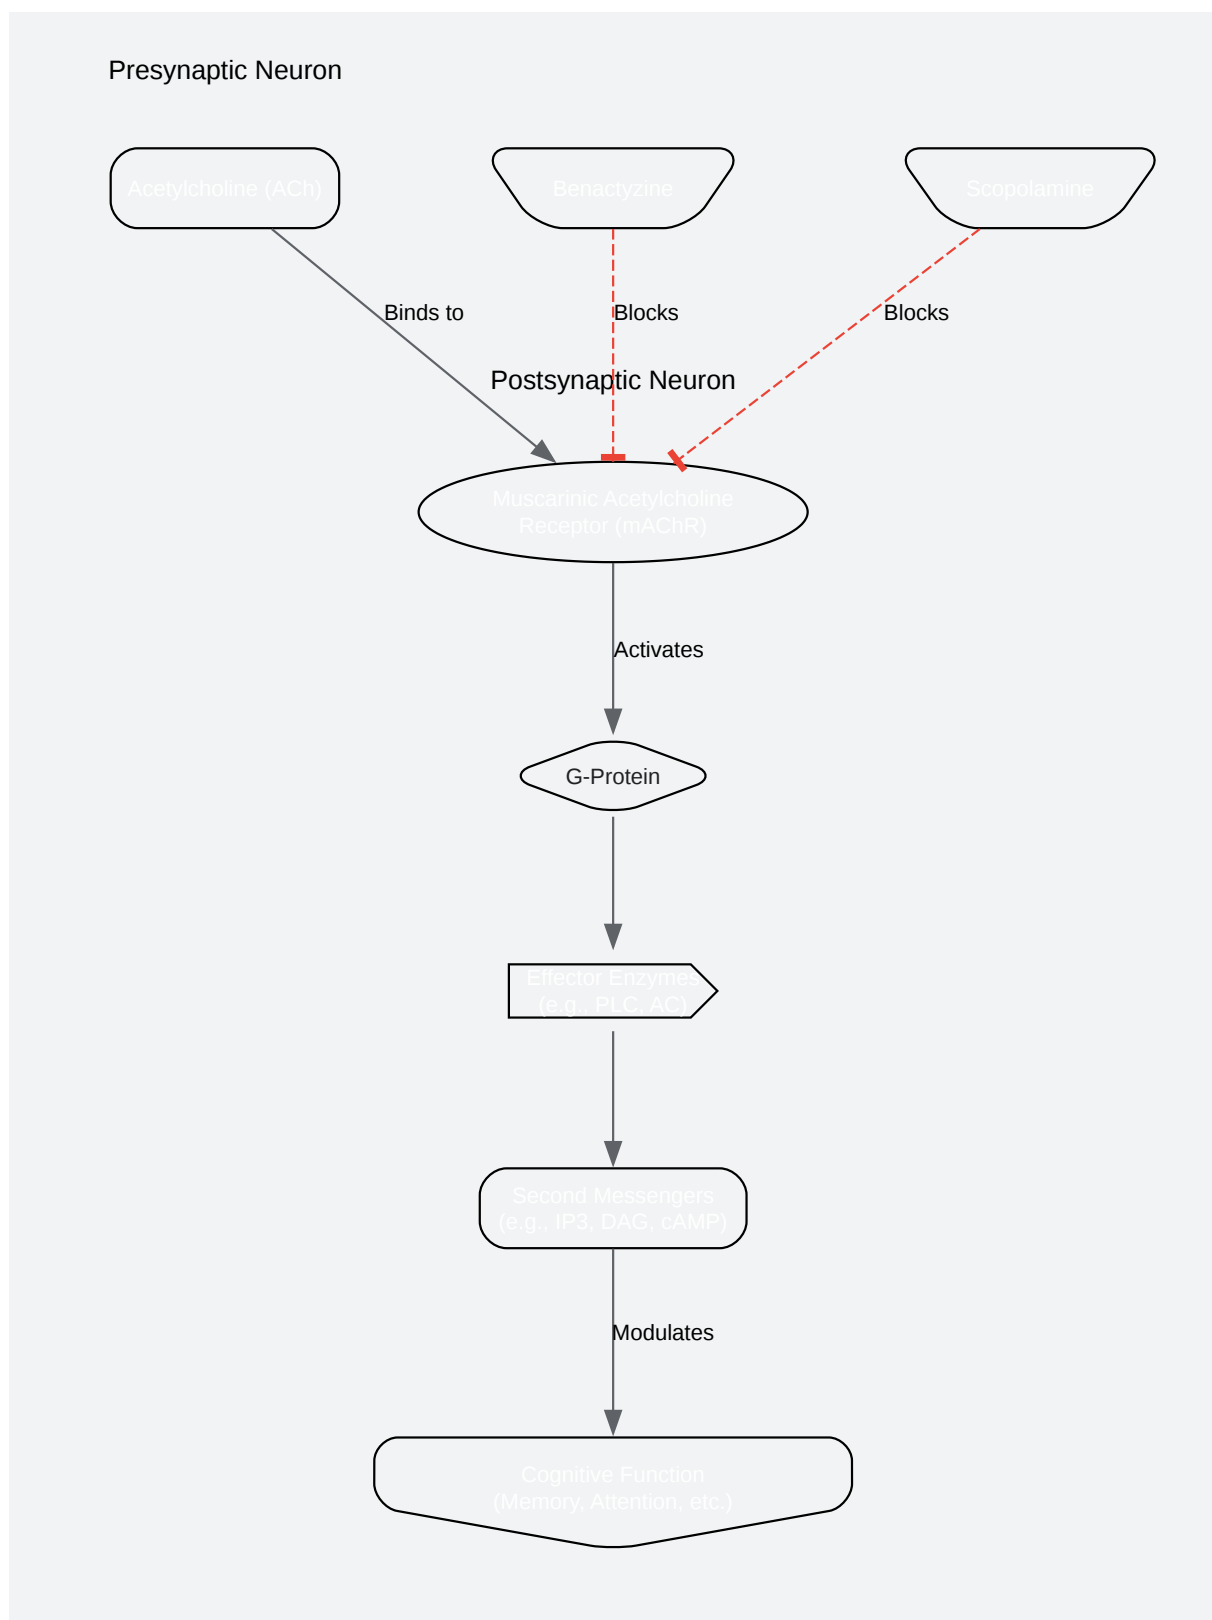 Presynaptic Neuron
Acetylcholine (ACh)
Benactyzine
Scopolamine
Binds to
Blocks
Blocks
Postsynaptic Neuron
Muscarinic Acetylcholine
Receptor (mAChR)
Activates
G-Protein
Effector Enzymes
(e.g., PLC, AC)
Second Messengers
(e.g., IP3, DAG, cAMP)
Modulates
Cognitive Function
(Memory, Attention, etc.)